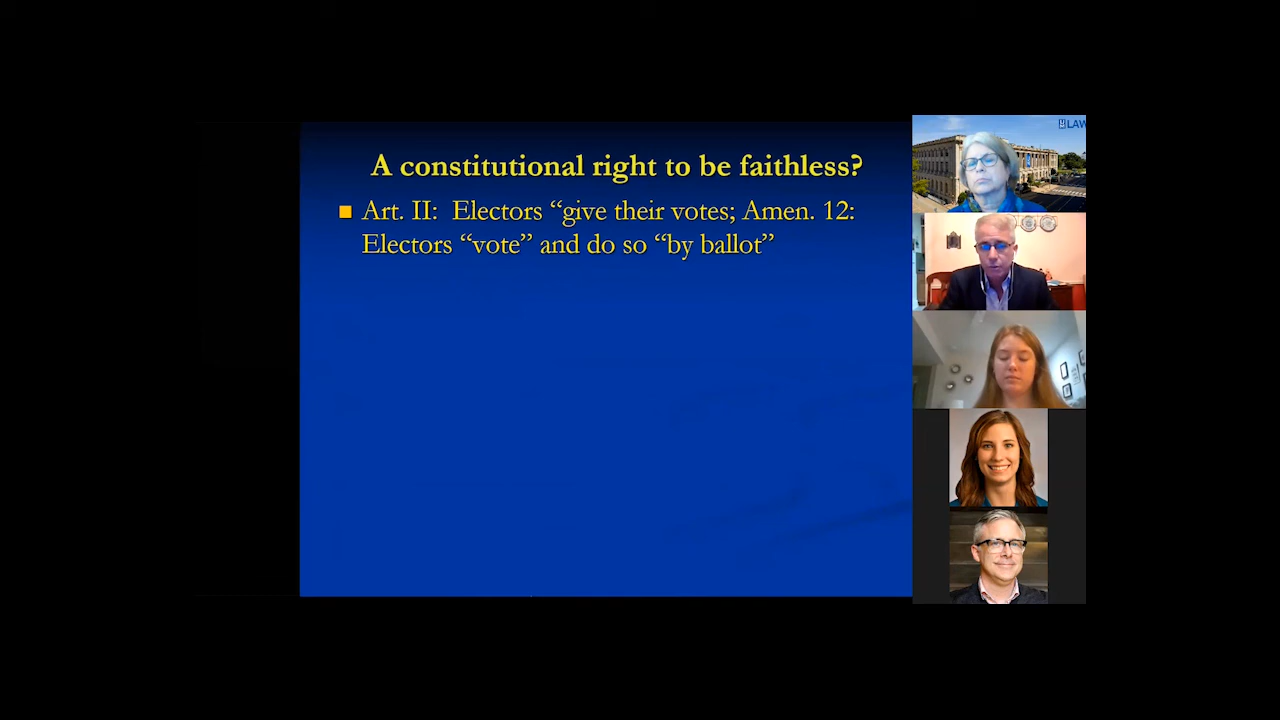 A constitutional right to be faithless?
Art. II: Electors “give their votes; Amen. 12:
Electors “vote” and do so “by ballot”
LAW